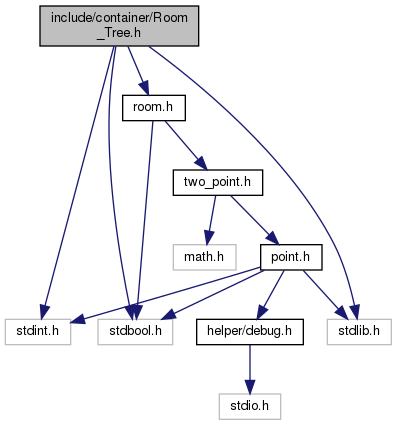 include/container/Room
_Tree.h
room.h
two_point.h
math.h
point.h
stdint.h
stdbool.h
helper/debug.h
stdlib.h
stdio.h